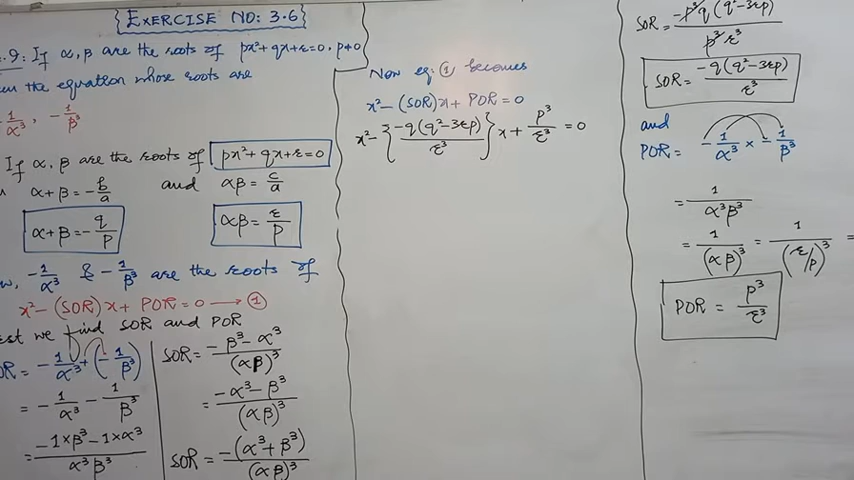 EXERCISE NO: 3.6
.9: If α, β are the roots of px²+qx+r=0, p≠0
the equation whose roots are
1/α³, -1/β³
If α, β are the roots of px²+qx+r=0
α+β = -b/a and αβ = c/a
α+β = -q/p αβ = r/p
w, -1/α³ & -1/β³ are the roots of
x² - (SOR)x + POR = 0 → ①
st we find SOR and POR
OR = -1/α³ + (-1/β³)
= -1/α³ - 1/β³
= (-1×β³ - 1×α³)/α³β³
SOR = (-β³ - α³)/(αβ)³
= (-α³ - β³)/(αβ)³
SOR = -(α³+β³)/(αβ)³
Now eq: ① becomes
x² - (SOR)x + POR = 0
x² - {-q(q²-3rp)/r³}x + p³/r³ = 0
SOR = -p³q(q²-3rp)/p³r³
SOR = -q(q²-3rp)/r³
and
POR = -1/α³ × -1/β³
= 1/α³β³
= 1/(αβ)³ = 1/(r/p)³ =
POR = p³/r³